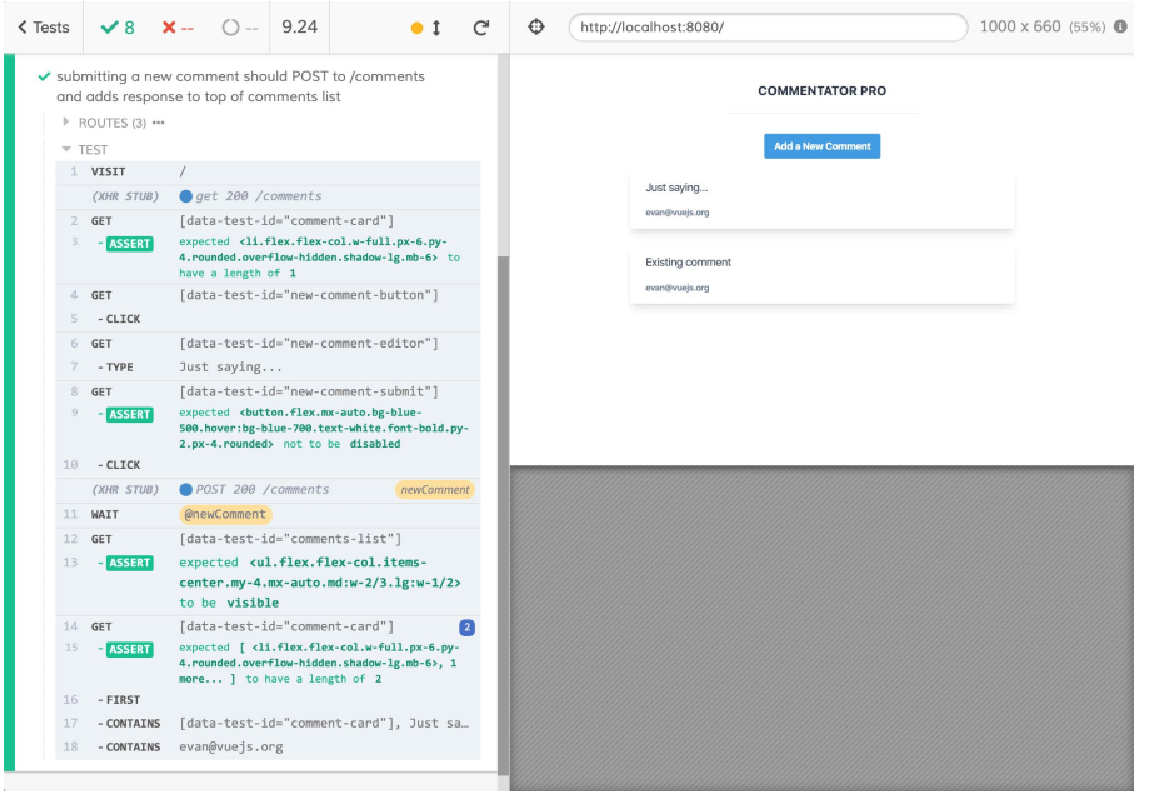 Tests 8 -- -- 9.24 http://localhost:8080/ 1000 x 660 (55%)
submitting a new comment should POST to /comments
and adds response to top of comments list
ROUTES (3) •••
TEST
1 VISIT /
(XHR STUB) get 200 /comments
2 GET [data-test-id="comment-card"]
3 - ASSERT expected <li.flex.flex-col.w-full.px-6.py-
4.rounded.overflow-hidden.shadow-lg.mb-6> to
have a length of 1
4 GET [data-test-id="new-comment-button"]
5 - CLICK
6 GET [data-test-id="new-comment-editor"]
7 - TYPE Just saying...
8 GET [data-test-id="new-comment-submit"]
9 - ASSERT expected <button.flex.mx-auto.bg-blue-
500.hover:bg-blue-700.text-white.font-bold.py-
2.px-4.rounded> not to be disabled
10 - CLICK
(XHR STUB) POST 200 /comments newComment
11 WAIT @newComment
12 GET [data-test-id="comments-list"]
13 - ASSERT expected <ul.flex.flex-col.items-
center.my-4.mx-auto.md:w-2/3.lg:w-1/2>
to be visible
14 GET [data-test-id="comment-card"] 2
15 - ASSERT expected [ <li.flex.flex-col.w-full.px-6.py-
4.rounded.overflow-hidden.shadow-lg.mb-6>, 1
more... ] to have a length of 2
16 - FIRST
17 - CONTAINS [data-test-id="comment-card"], Just sa…
18 - CONTAINS evan@vuejs.org
COMMENTATOR PRO
Add a New Comment
Just saying...
evan@vuejs.org
Existing comment
evan@vuejs.org